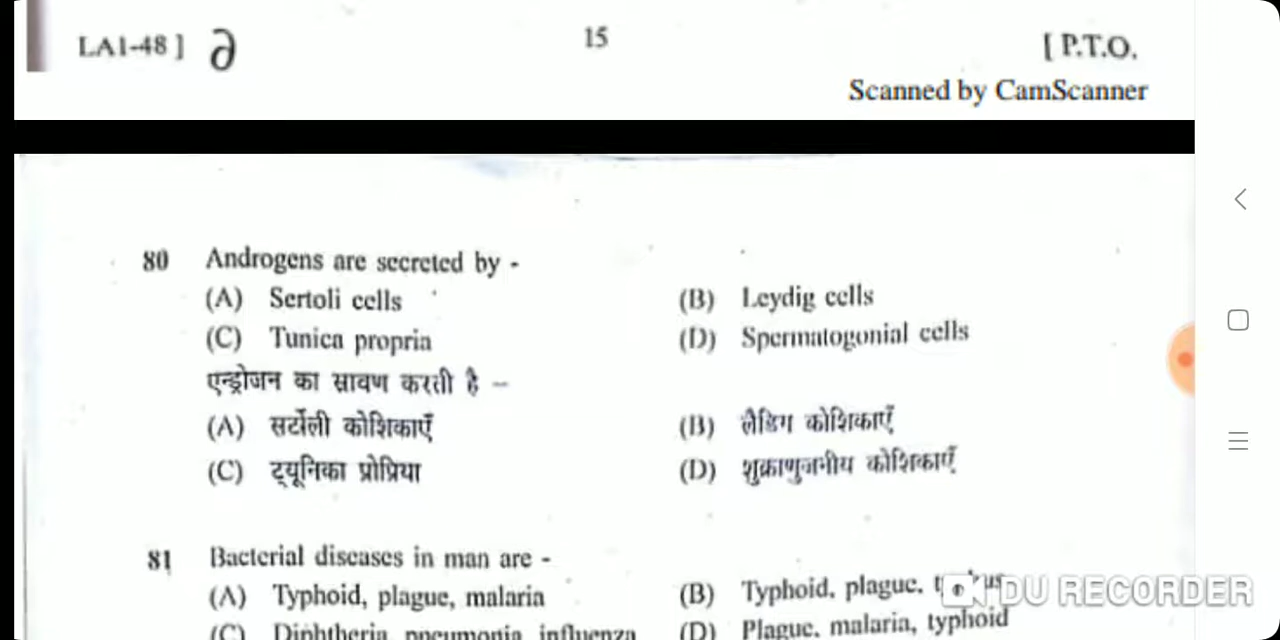 LA1-48 ] ∂ 15 [ P.T.O.
Scanned by CamScanner
80 Androgens are secreted by -
(A) Sertoli cells (B) Leydig cells
(C) Tunica propria (D) Spermatogonial cells
एन्ड्रोजन का स्रावण करती है –
(A) सर्टोली कोशिकाएँ (B) लैडिग कोशिकाएँ
(C) ट्यूनिका प्रोप्रिया (D) शुक्राणुजनीय कोशिकाएँ
81 Bacterial diseases in man are -
(A) Typhoid, plague, malaria (B) Typhoid, plague,
DU RECORDER
(C) Diphtheria, pneumonia, influenza (D) Plague, malaria, typhoid